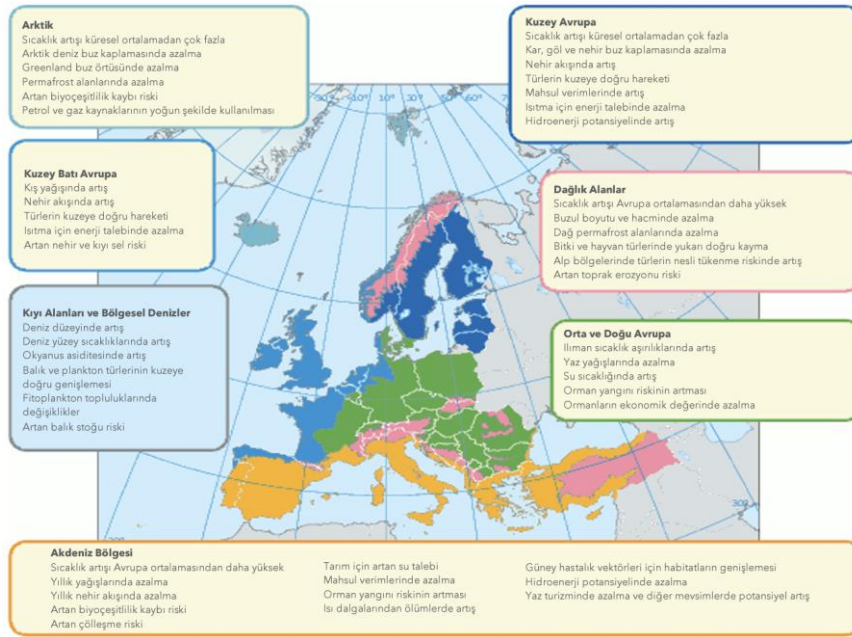 Arktik
Sıcaklık artışı küresel ortalamadan çok fazla
Arktik deniz buz kaplamasında azalma
Greenland buz örtüsünde azalma
Permafrost alanlarında azalma
Artan biyoçeşitlilik kaybı riski
Petrol ve gaz kaynaklarının yoğun şekilde kullanılması
Kuzey Avrupa
Sıcaklık artışı küresel ortalamadan çok fazla
Kar, göl ve nehir buz kaplamasında azalma
Nehir akışında artış
Türlerin kuzeye doğru hareketi
Mahsul verimlerinde artış
Isıtma için enerji talebinde azalma
Hidroenerji potansiyelinde artış
Kuzey Batı Avrupa
Kış yağışında artış
Nehir akışında artış
Türlerin kuzeye doğru hareketi
Isıtma için enerji talebinde azalma
Artan nehir ve kıyı sel riski
Dağlık Alanlar
Sıcaklık artışı Avrupa ortalamasından daha yüksek
Buzul boyutu ve hacminde azalma
Dağ permafrost alanlarında azalma
Bitki ve hayvan türlerinde yukarı doğru kayma
Alp bölgelerinde türlerin nesli tükenme riskinde artış
Artan toprak erozyonu riski
Kıyı Alanları ve Bölgesel Denizler
Deniz düzeyinde artış
Deniz yüzey sıcaklıklarında artış
Okyanus asiditesinde artış
Balık ve plankton türlerinin kuzeye
doğru genişlemesi
Fitoplankton topluluklarında
değişiklikler
Artan balık stoğu riski
Orta ve Doğu Avrupa
Ilıman sıcaklık aşırılıklarında artış
Yaz yağışlarında azalma
Su sıcaklığında artış
Orman yangını riskinin artması
Ormanların ekonomik değerinde azalma
Akdeniz Bölgesi
Sıcaklık artışı Avrupa ortalamasından daha yüksek
Yıllık yağışlarında azalma
Yıllık nehir akışında azalma
Artan biyoçeşitlilik kaybı riski
Artan çölleşme riski
Tarım için artan su talebi
Mahsul verimlerinde azalma
Orman yangını riskinin artması
Isı dalgalarından ölümlerde artış
Güney hastalık vektörleri için habitatların genişlemesi
Hidroenerji potansiyelinde azalma
Yaz turizminde azalma ve diğer mevsimlerde potansiyel artış